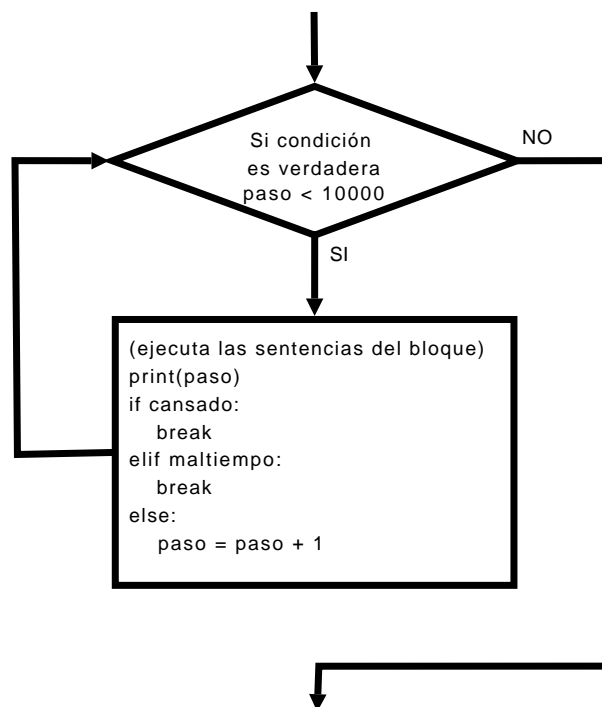 Si condición
es verdadera
paso < 10000
NO
SI
(ejecuta las sentencias del bloque)
print(paso)
if cansado:
break
elif maltiempo:
break
else:
paso = paso + 1